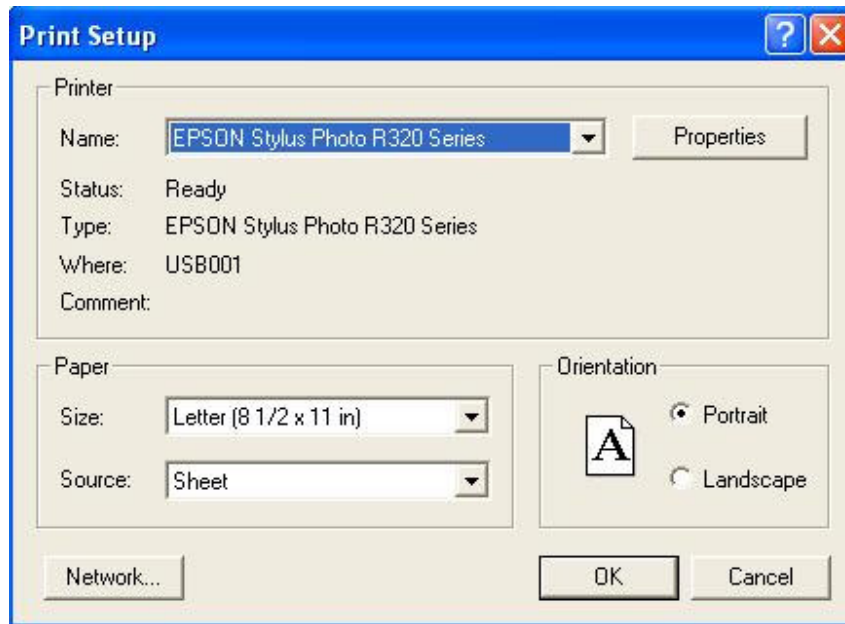 Print Setup
Printer
Name: EPSON Stylus Photo R320 Series Properties
Status: Ready
Type: EPSON Stylus Photo R320 Series
Where: USB001
Comment:
Paper
Size: Letter (8 1/2 x 11 in)
Source: Sheet
Orientation
A
Portrait
Landscape
Network... OK Cancel